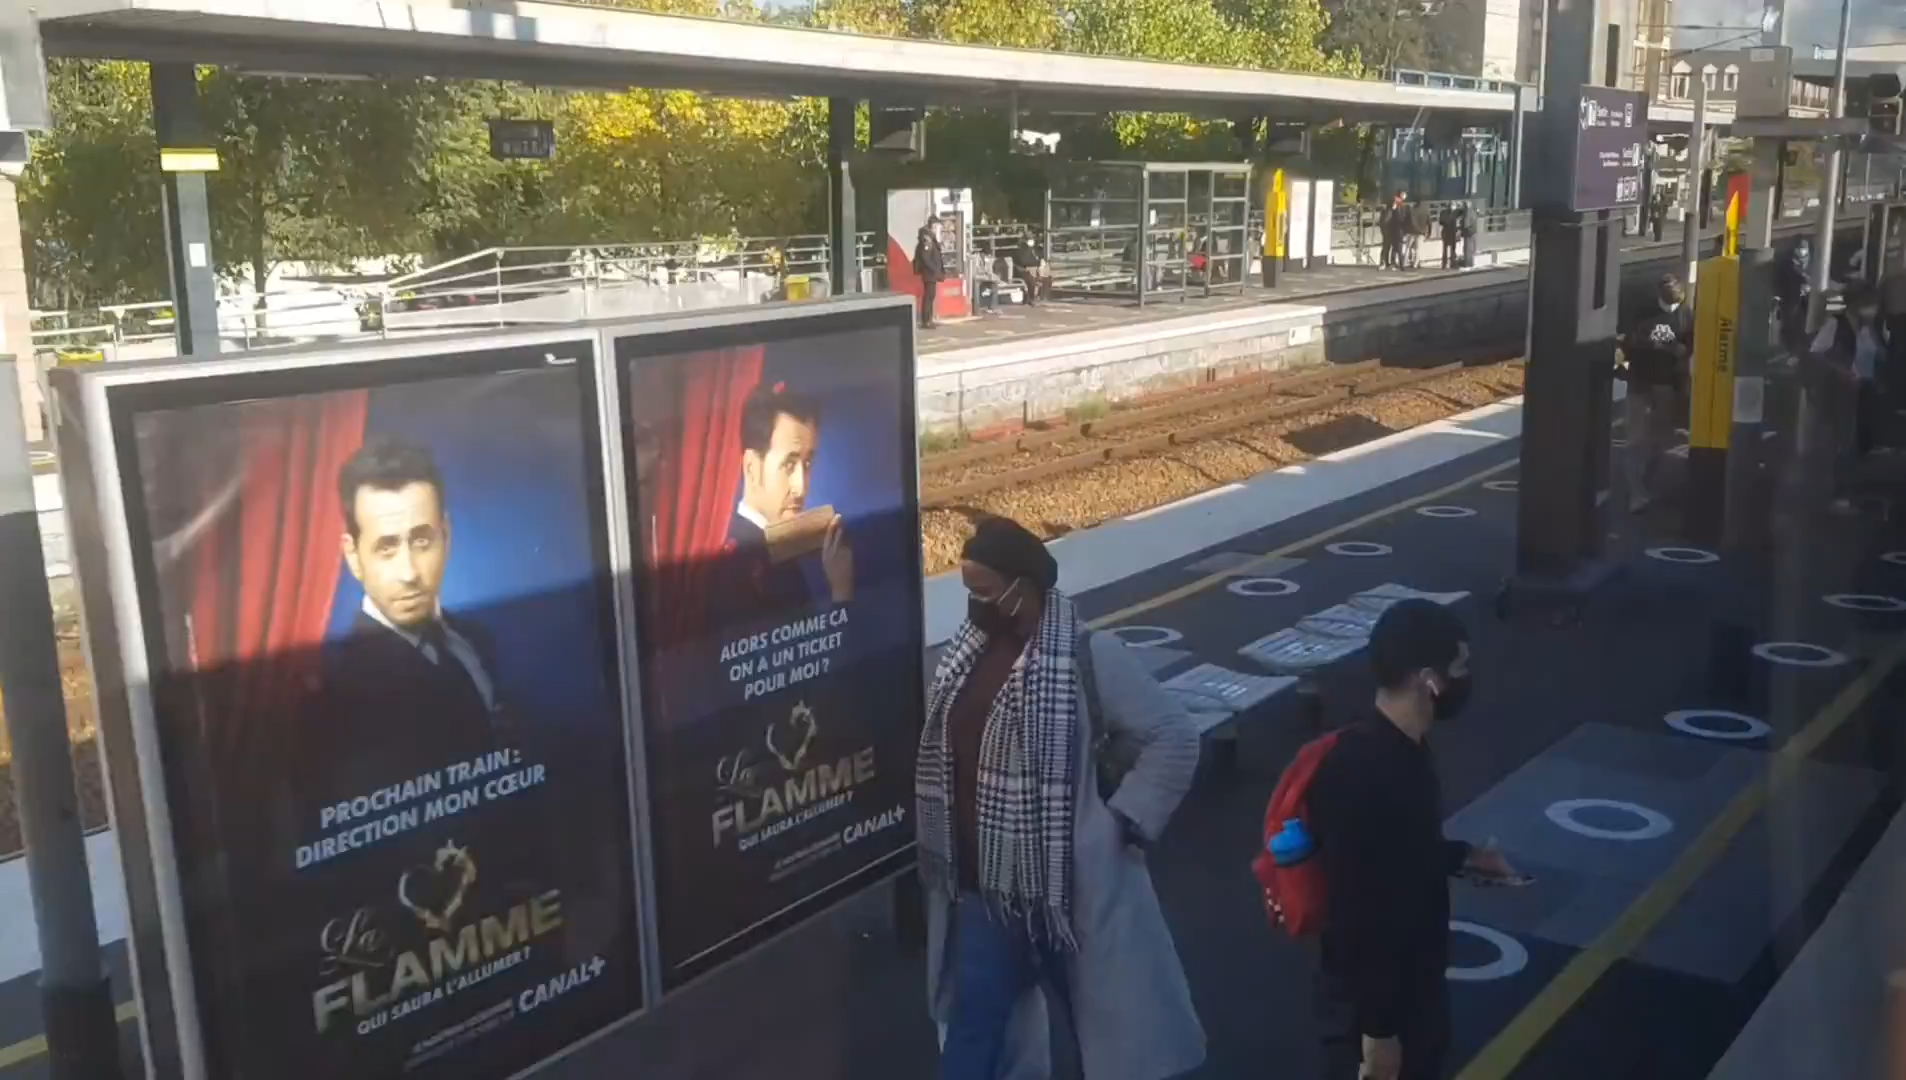 PROCHAIN TRAIN :
DIRECTION MON CŒUR
La
FLAMME
QUI SAURA L'ALLUMER ?
CANAL+
ALORS COMME ÇA
ON A UN TICKET
POUR MOI ?
La
FLAMME
QUI SAURA L'ALLUMER ?
CANAL+
Alarme